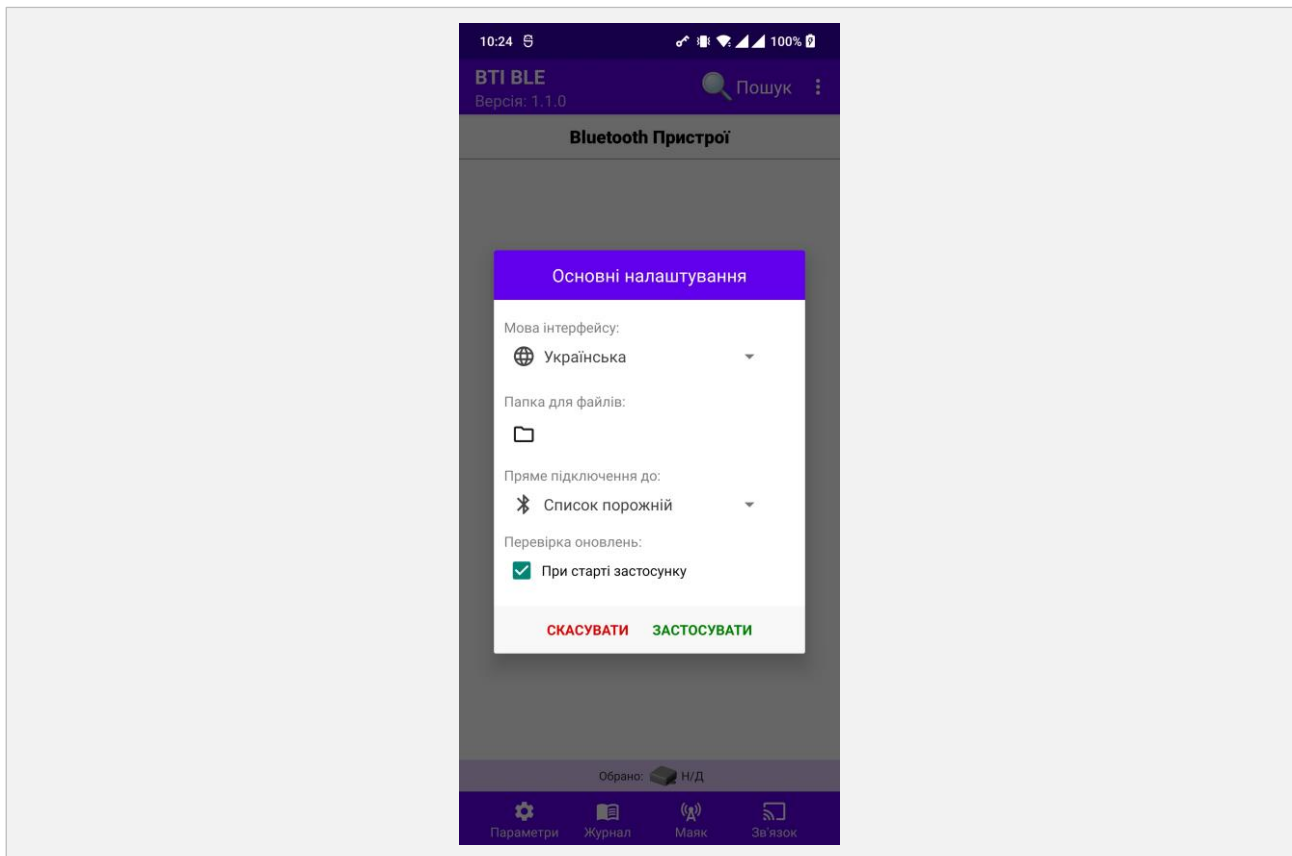 10:24 100%
BTI BLE
Версія: 1.1.0
Пошук
Bluetooth Пристрої
Основні налаштування
Мова інтерфейсу:
Українська
Папка для файлів:
Пряме підключення до:
Список порожній
Перевірка оновлень:
При старті застосунку
СКАСУВАТИ ЗАСТОСУВАТИ
Обрано: Н/Д
Параметри Журнал Маяк Зв'язок